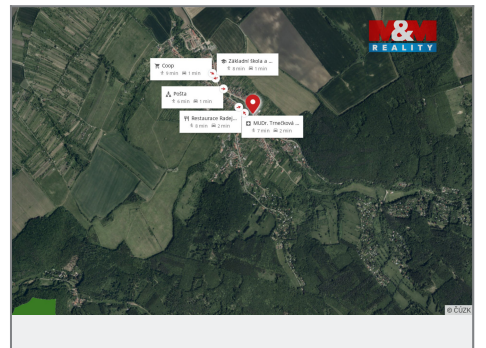 M&M
REALITY
Základní škola a ...
8 min 1 min
Coop
9 min 1 min
Pošta
6 min 1 min
Restaurace Radej...
8 min 2 min
MUDr. Trnečková ...
7 min 2 min
© ČÚZK